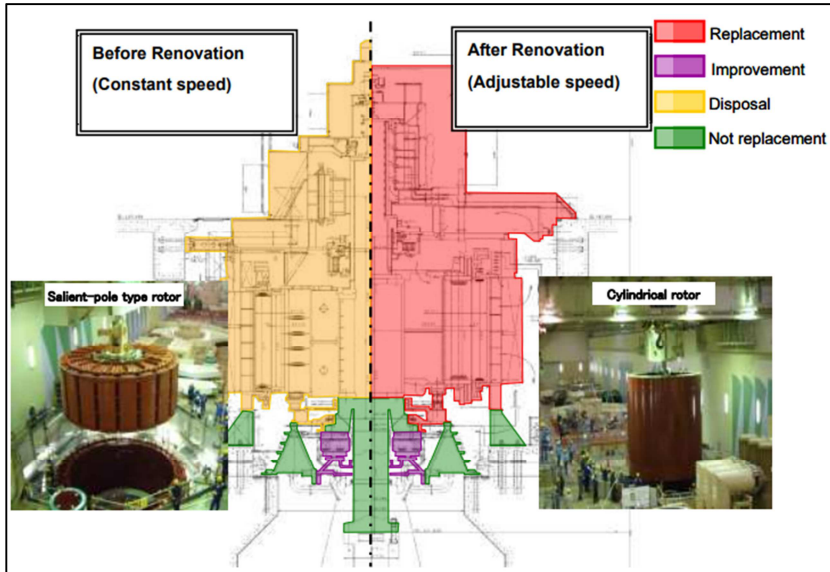 Before Renovation
(Constant speed)
After Renovation
(Adjustable speed)
Replacement
Improvement
Disposal
Not replacement
Salient-pole type rotor
Cylindrical rotor